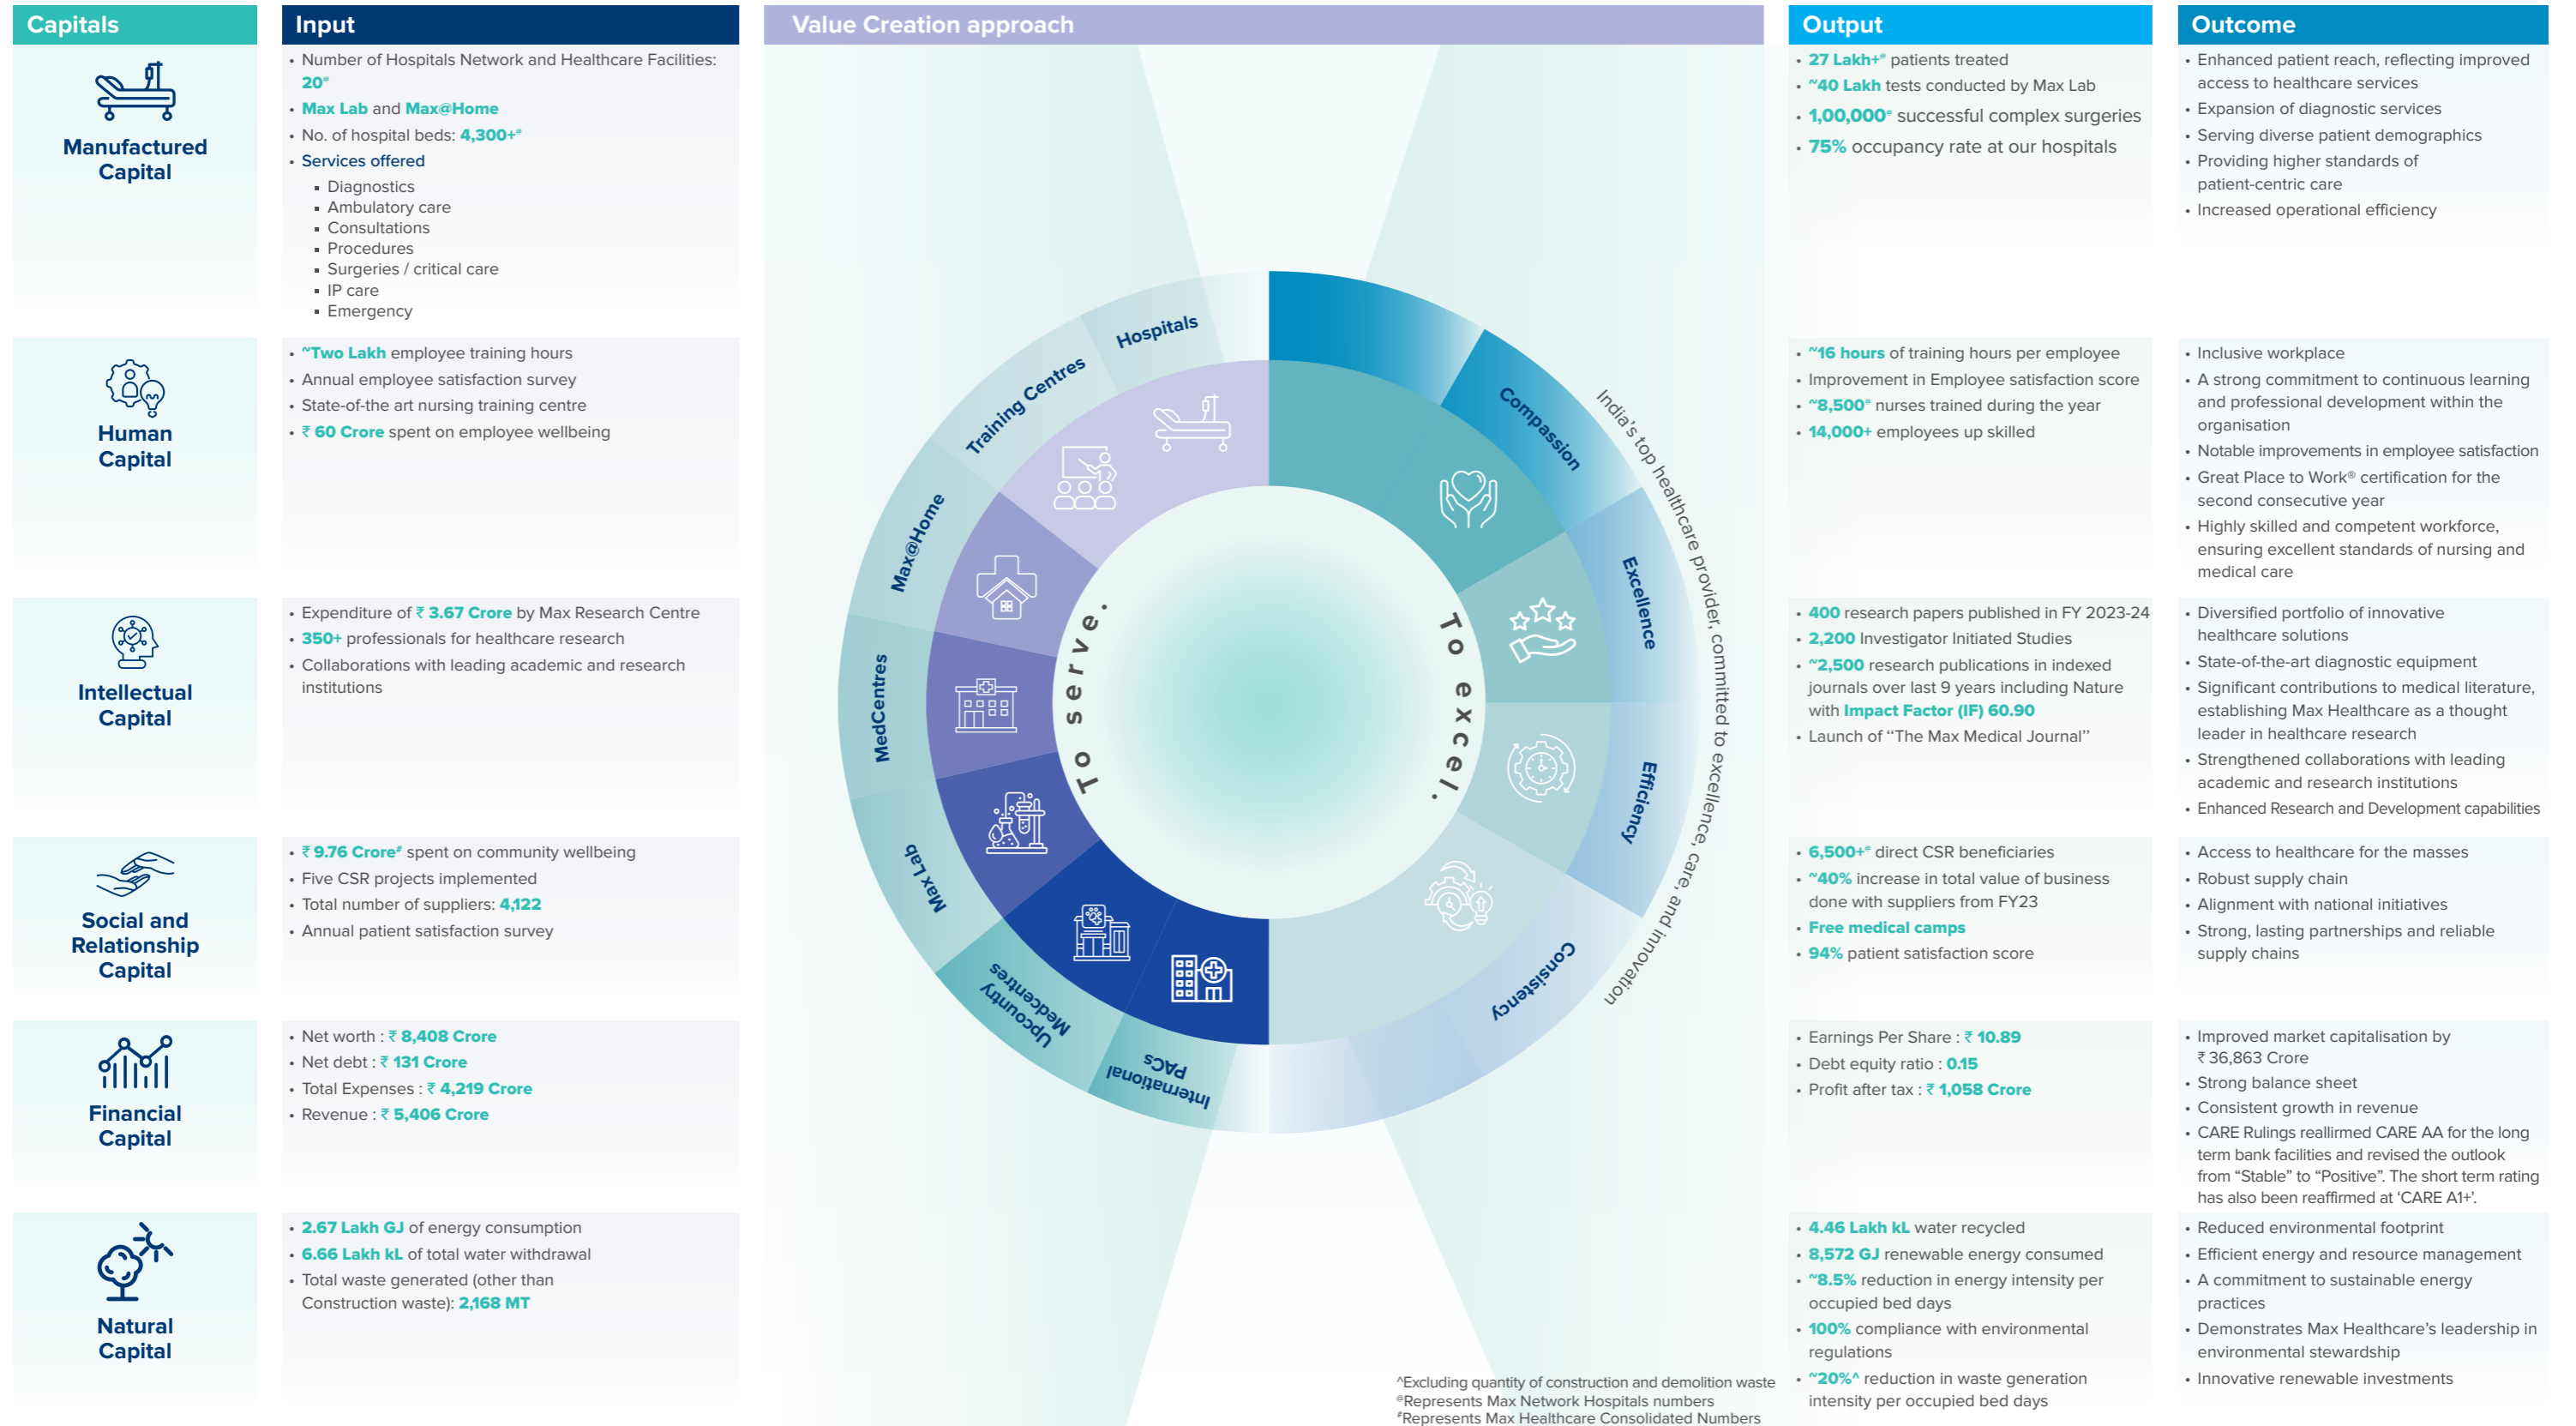 Capitals
Input
Value Creation approach
Output
Outcome
Manufactured
Capital
• Number of Hospitals Network and Healthcare Facilities:
20@
• Max Lab and Max@Home
• No. of hospital beds: 4,300+@
• Services offered
▪ Diagnostics
▪ Ambulatory care
▪ Consultations
▪ Procedures
▪ Surgeries / critical care
▪ IP care
▪ Emergency
• 27 Lakh+@ patients treated
• ~40 Lakh tests conducted by Max Lab
• 1,00,000@ successful complex surgeries
• 75% occupancy rate at our hospitals
• Enhanced patient reach, reflecting improved
access to healthcare services
• Expansion of diagnostic services
• Serving diverse patient demographics
• Providing higher standards of
patient-centric care
• Increased operational efficiency
Human
Capital
• ~Two Lakh employee training hours
• Annual employee satisfaction survey
• State-of-the art nursing training centre
• ₹ 60 Crore spent on employee wellbeing
• ~16 hours of training hours per employee
• Improvement in Employee satisfaction score
• ~8,500@ nurses trained during the year
• 14,000+ employees up skilled
• Inclusive workplace
• A strong commitment to continuous learning
and professional development within the
organisation
• Notable improvements in employee satisfaction
• Great Place to Work® certification for the
second consecutive year
• Highly skilled and competent workforce,
ensuring excellent standards of nursing and
medical care
Intellectual
Capital
• Expenditure of ₹ 3.67 Crore by Max Research Centre
• 350+ professionals for healthcare research
• Collaborations with leading academic and research
institutions
• 400 research papers published in FY 2023-24
• 2,200 Investigator Initiated Studies
• ~2,500 research publications in indexed
journals over last 9 years including Nature
with Impact Factor (IF) 60.90
• Launch of ‘‘The Max Medical Journal’’
• Diversified portfolio of innovative
healthcare solutions
• State-of-the-art diagnostic equipment
• Significant contributions to medical literature,
establishing Max Healthcare as a thought
leader in healthcare research
• Strengthened collaborations with leading
academic and research institutions
• Enhanced Research and Development capabilities
Social and
Relationship
Capital
• ₹ 9.76 Crore# spent on community wellbeing
• Five CSR projects implemented
• Total number of suppliers: 4,122
• Annual patient satisfaction survey
• 6,500+# direct CSR beneficiaries
• ~40% increase in total value of business
done with suppliers from FY23
• Free medical camps
• 94% patient satisfaction score
• Access to healthcare for the masses
• Robust supply chain
• Alignment with national initiatives
• Strong, lasting partnerships and reliable
supply chains
Financial
Capital
• Net worth : ₹ 8,408 Crore
• Net debt : ₹ 131 Crore
• Total Expenses : ₹ 4,219 Crore
• Revenue : ₹ 5,406 Crore
• Earnings Per Share : ₹ 10.89
• Debt equity ratio : 0.15
• Profit after tax : ₹ 1,058 Crore
• Improved market capitalisation by
₹ 36,863 Crore
• Strong balance sheet
• Consistent growth in revenue
• CARE Rulings reallirmed CARE AA for the long
term bank facilities and revised the outlook
from “Stable” to “Positive”. The short term rating
has also been reaffirmed at ‘CARE A1+’.
Natural
Capital
• 2.67 Lakh GJ of energy consumption
• 6.66 Lakh kL of total water withdrawal
• Total waste generated (other than
Construction waste): 2,168 MT
• 4.46 Lakh kL water recycled
• 8,572 GJ renewable energy consumed
• ~8.5% reduction in energy intensity per
occupied bed days
• 100% compliance with environmental
regulations
• ~20%^ reduction in waste generation
intensity per occupied bed days
• Reduced environmental footprint
• Efficient energy and resource management
• A commitment to sustainable energy
practices
• Demonstrates Max Healthcare’s leadership in
environmental stewardship
• Innovative renewable investments
Hospitals
Training Centres
Max@Home
MedCentres
Max Lab
Upcountry
Medcentres
International
PACs
Compassion
Excellence
Efficiency
Consistency
To serve.
To excel.
India’s top healthcare provider, committed to excellence, care, and innovation
^Excluding quantity of construction and demolition waste
@Represents Max Network Hospitals numbers
#Represents Max Healthcare Consolidated Numbers